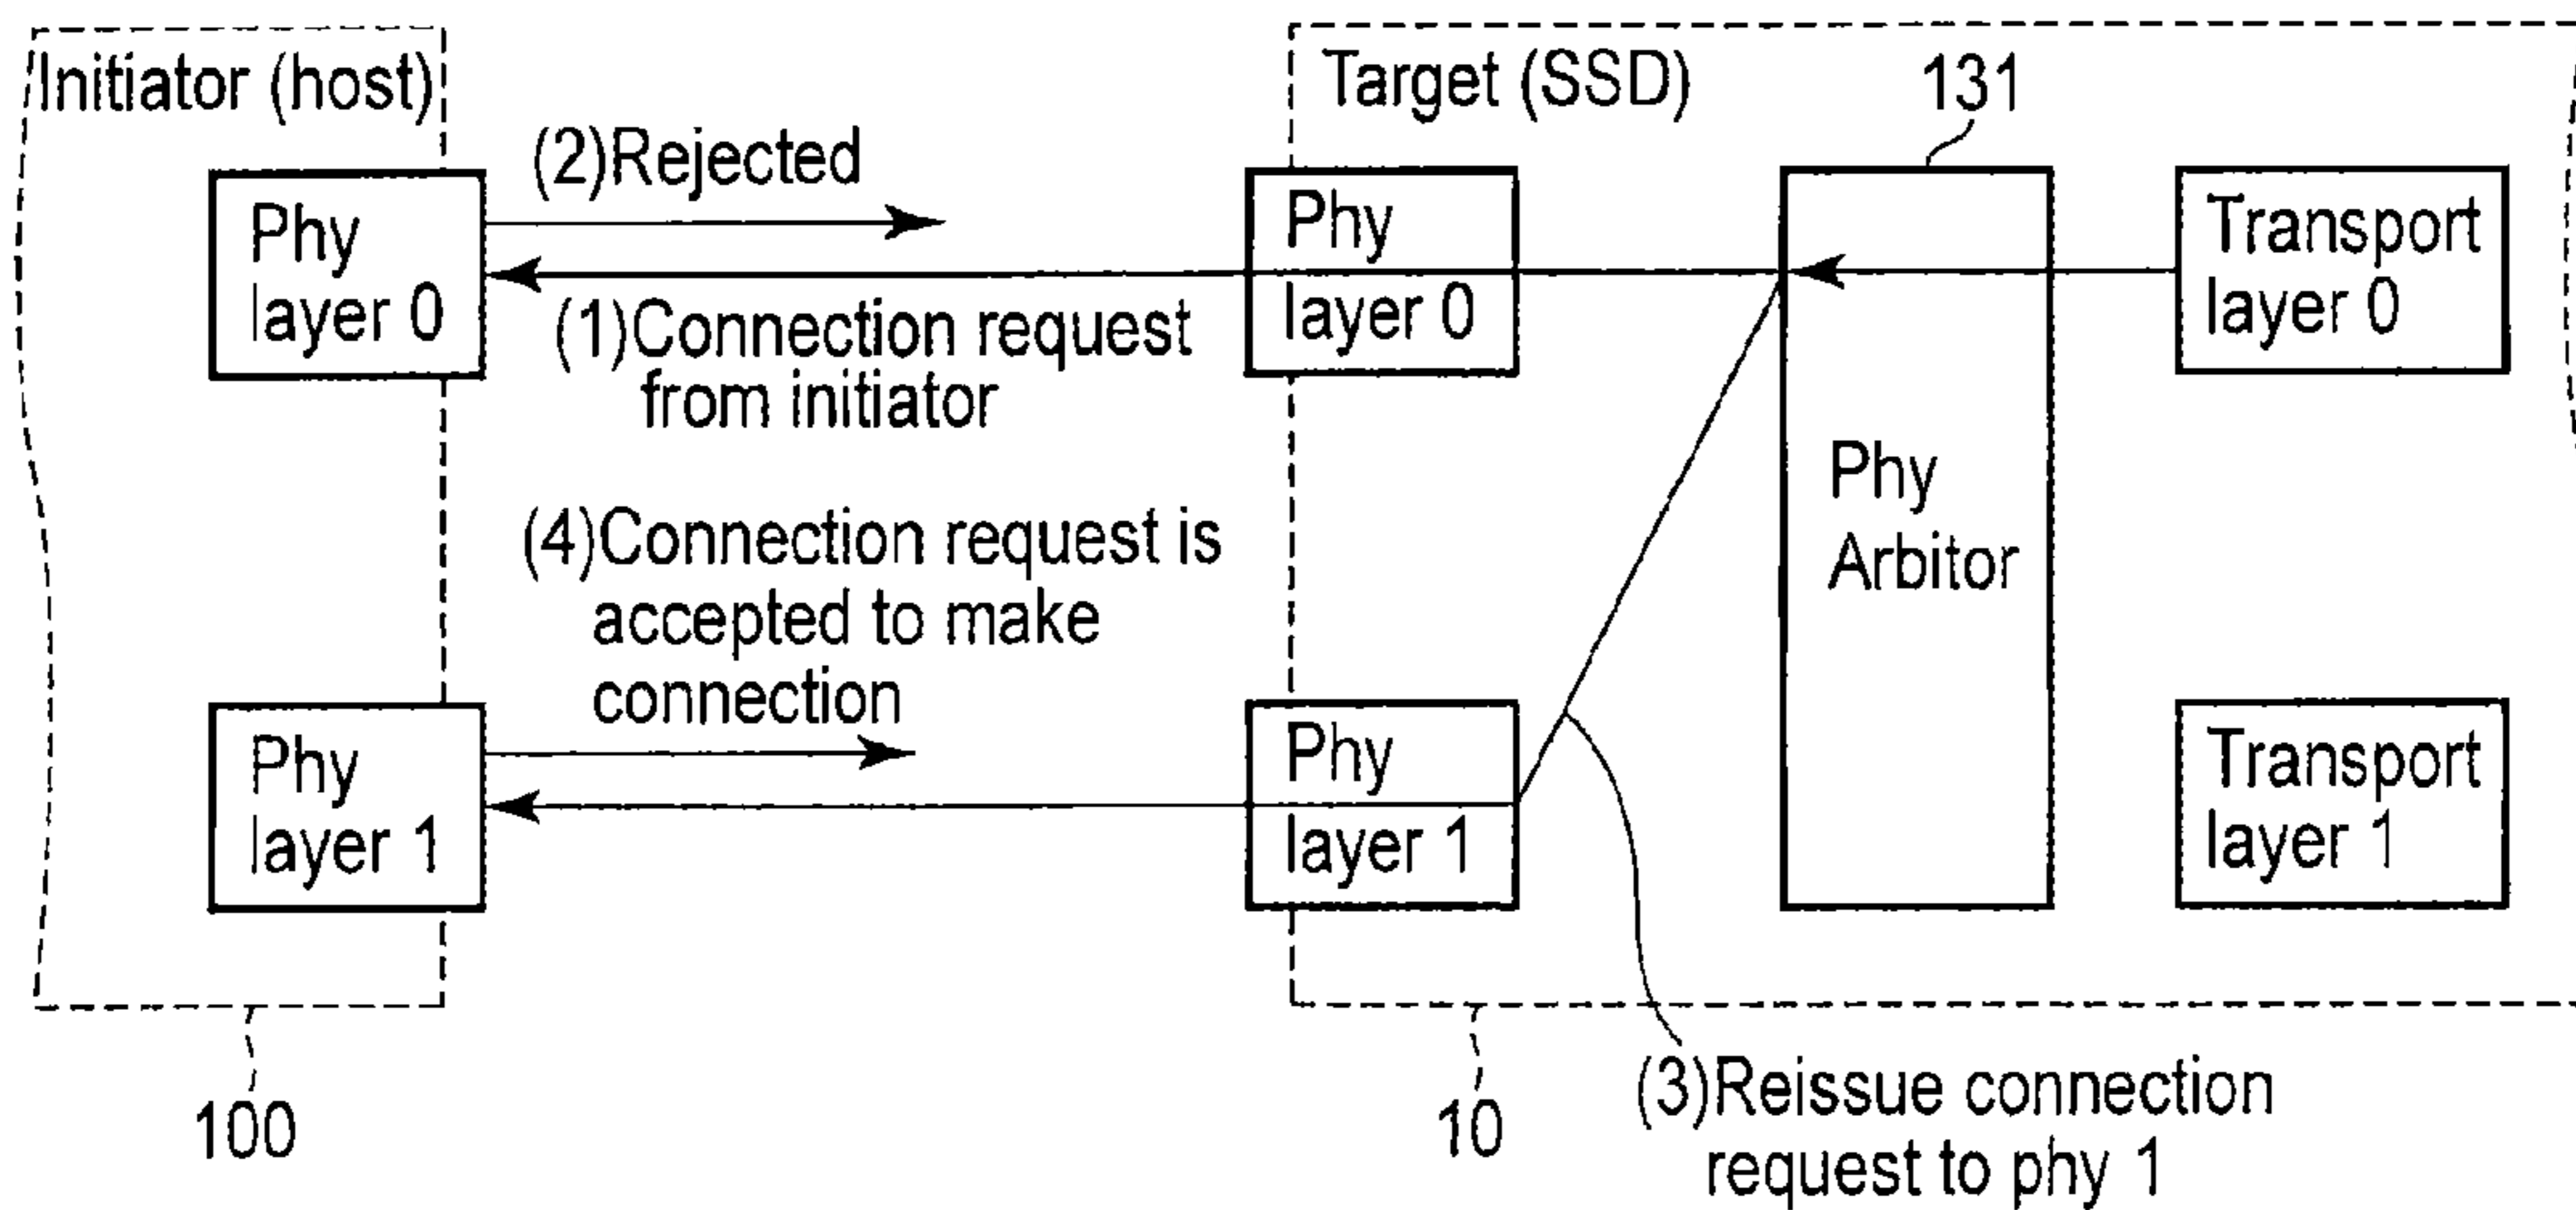 Initiator (host)
Target (SSD)
131
(2)Rejected
Phy
layer 0
Phy
layer 0
Transport
layer 0
(1)Connection request
from initiator
Phy
Arbitor
(4)Connection request is
accepted to make
connection
Phy
layer 1
Phy
layer 1
Transport
layer 1
100
10
(3)Reissue connection
request to phy 1